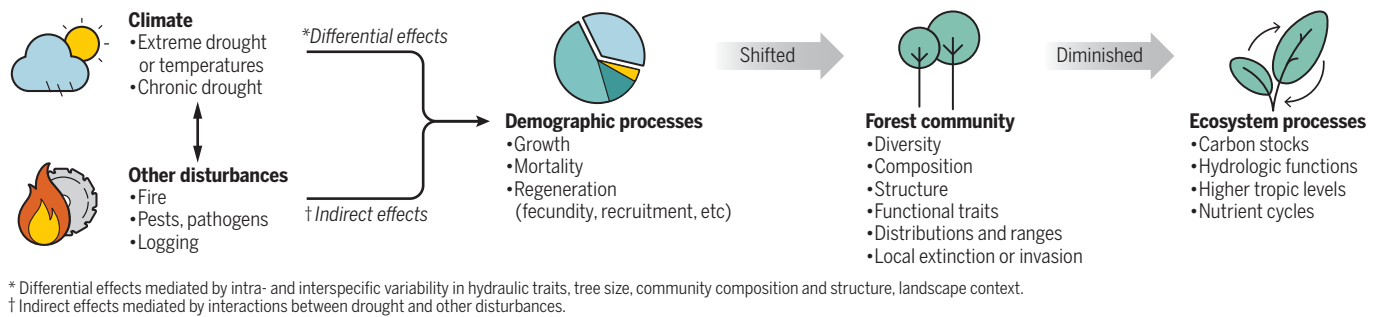 Climate
•Extreme drought
or temperatures
•Chronic drought
*Differential effects
Other disturbances
•Fire
•Pests, pathogens
•Logging
†Indirect effects
Demographic processes
•Growth
•Mortality
•Regeneration
(fecundity, recruitment, etc)
Shifted
Forest community
•Diversity
•Composition
•Structure
•Functional traits
•Distributions and ranges
•Local extinction or invasion
Diminished
Ecosystem processes
•Carbon stocks
•Hydrologic functions
•Higher tropic levels
•Nutrient cycles
* Differential effects mediated by intra- and interspecific variability in hydraulic traits, tree size, community composition and structure, landscape context.
† Indirect effects mediated by interactions between drought and other disturbances.